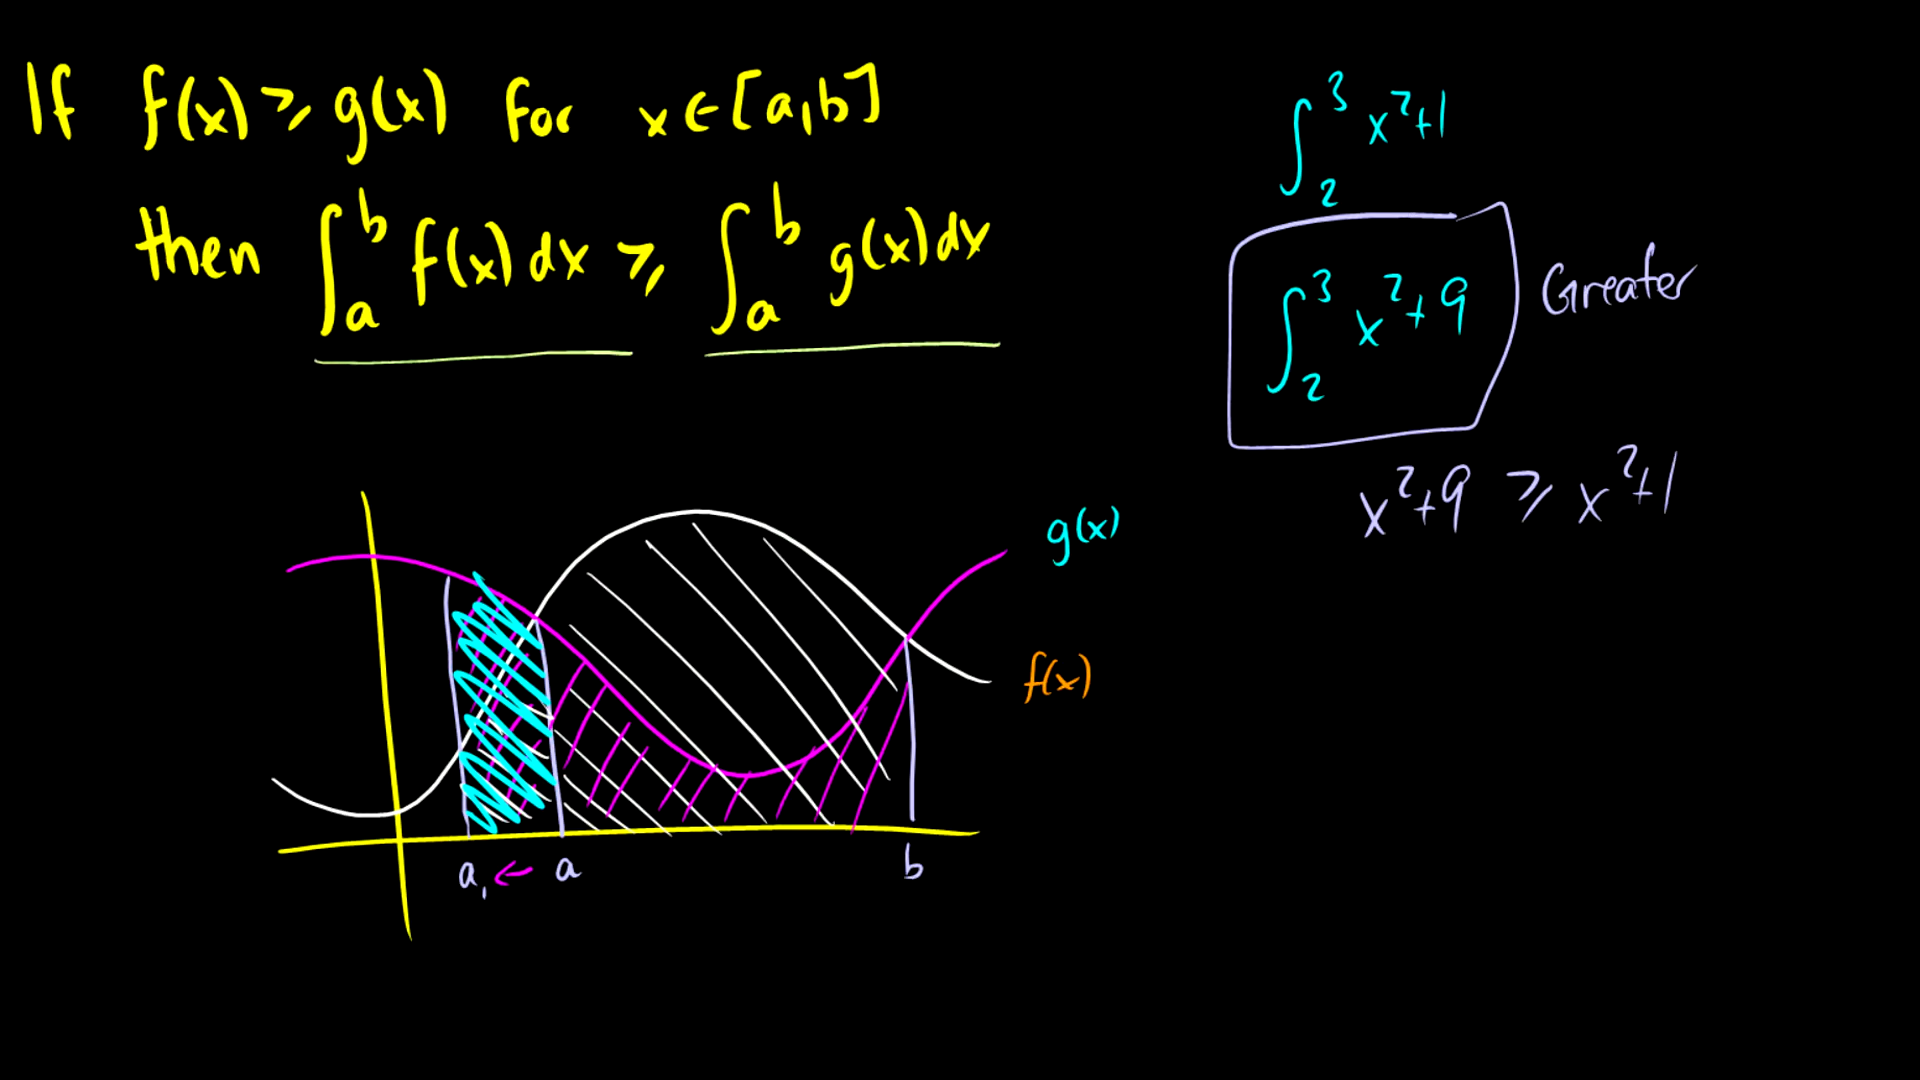 If f(x) ⩾ g(x) for x ∈ [a,b]
then ∫_a^b f(x) dx ⩾ ∫_a^b g(x) dx
∫_2^3 x²+1
∫_2^3 x²+9 Greater
x²+9 ⩾ x²+1
g(x)
f(x)
a₁ ← a b